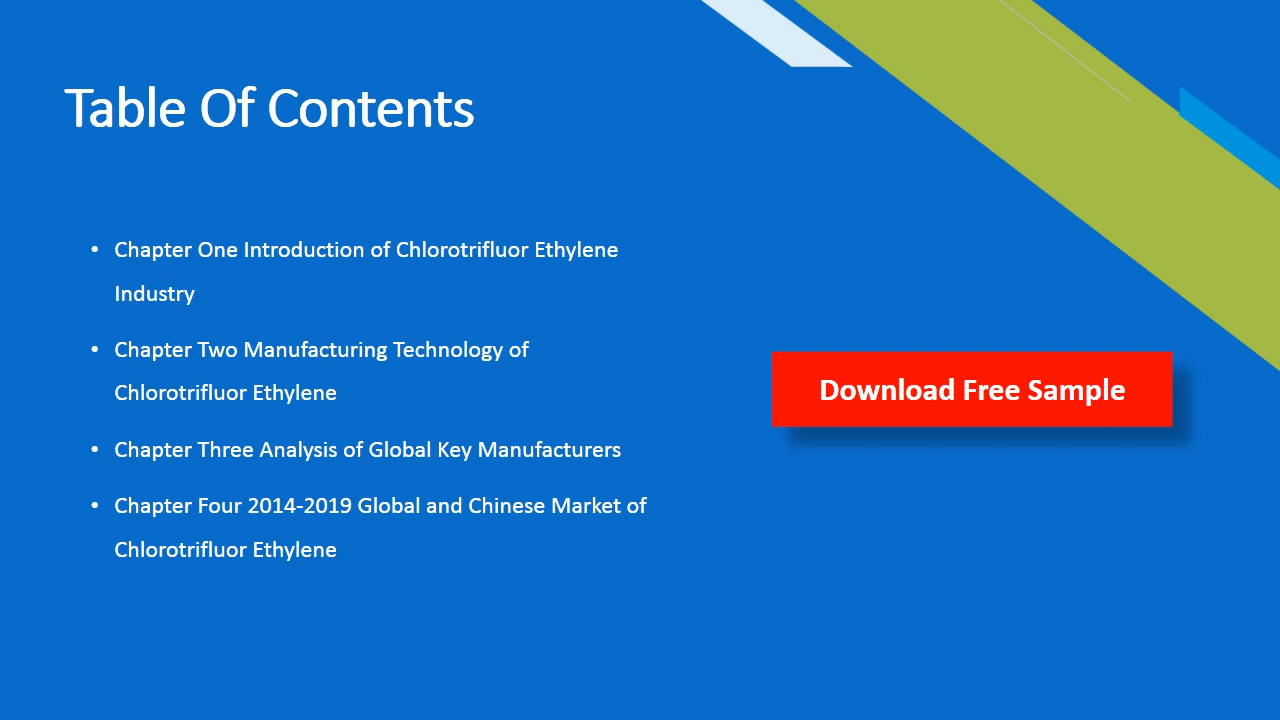 Table Of Contents
• Chapter One Introduction of Chlorotrifluor Ethylene
Industry
• Chapter Two Manufacturing Technology of
Chlorotrifluor Ethylene
• Chapter Three Analysis of Global Key Manufacturers
• Chapter Four 2014-2019 Global and Chinese Market of
Chlorotrifluor Ethylene
Download Free Sample